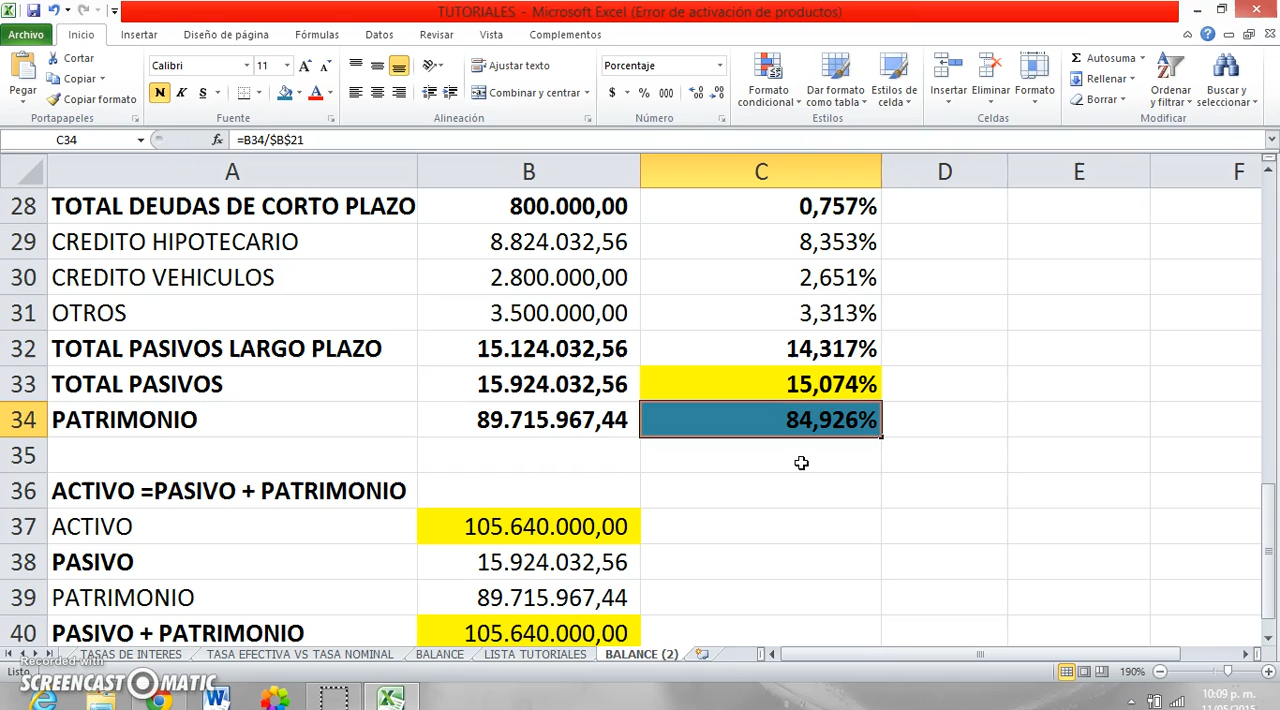 TUTORIALES - Microsoft Excel (Error de activación de productos)
Archivo Inicio Insertar Diseño de página Fórmulas Datos Revisar Vista Complementos
Pegar
Cortar
Copiar
Copiar formato
Portapapeles
Calibri 11
N K S
Fuente
Ajustar texto
Combinar y centrar
Alineación
Porcentaje
$ % 000
Número
Formato condicional
Dar formato como tabla
Estilos de celda
Estilos
Insertar Eliminar Formato
Celdas
Autosuma
Rellenar
Borrar
Ordenar y filtrar
Buscar y seleccionar
Modificar
C34 fx =B34/$B$21
A B C D E F
28 TOTAL DEUDAS DE CORTO PLAZO 800.000,00 0,757%
29 CREDITO HIPOTECARIO 8.824.032,56 8,353%
30 CREDITO VEHICULOS 2.800.000,00 2,651%
31 OTROS 3.500.000,00 3,313%
32 TOTAL PASIVOS LARGO PLAZO 15.124.032,56 14,317%
33 TOTAL PASIVOS 15.924.032,56 15,074%
34 PATRIMONIO 89.715.967,44 84,926%
35
36 ACTIVO =PASIVO + PATRIMONIO
37 ACTIVO 105.640.000,00
38 PASIVO 15.924.032,56
39 PATRIMONIO 89.715.967,44
40 PASIVO + PATRIMONIO 105.640.000,00
TASAS DE INTERES TASA EFECTIVA VS TASA NOMINAL BALANCE LISTA TUTORIALES BALANCE (2)
Listo 190%
Recorded with
SCREENCAST-O-MATIC
10:09 p. m.
11/05/2015